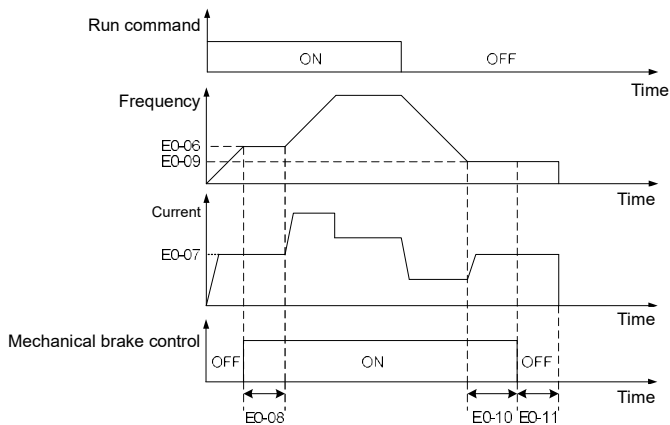 Run command
ON
OFF
Time
Frequency
E0-06
E0-09
Time
Current
E0-07
Time
Mechanical brake control
OFF
ON
OFF
Time
E0-08
E0-10
E0-11